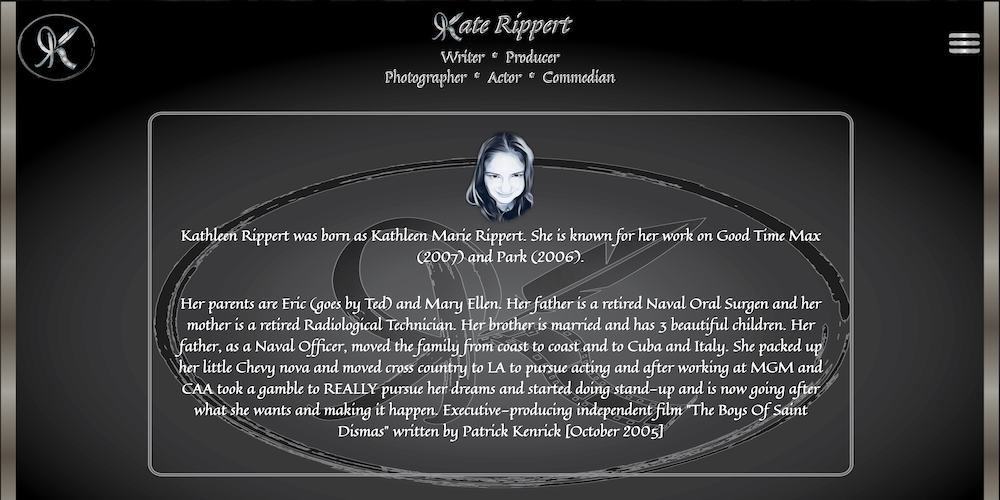 Kate Rippert
Writer * Producer
Photographer * Actor * Commedian
Kathleen Rippert was born as Kathleen Marie Rippert. She is known for her work on Good Time Max
(2007) and Park (2006).
Her parents are Eric (goes by Ted) and Mary Ellen. Her father is a retired Naval Oral Surgen and her
mother is a retired Radiological Technician. Her brother is married and has 3 beautiful children. Her
father, as a Naval Officer, moved the family from coast to coast and to Cuba and Italy. She packed up
her little Chevy nova and moved cross country to LA to pursue acting and after working at MGM and
CAA took a gamble to REALLY pursue her dreams and started doing stand-up and is now going after
what she wants and making it happen. Executive-producing independent film "The Boys Of Saint
Dismas" written by Patrick Kenrick [October 2005]